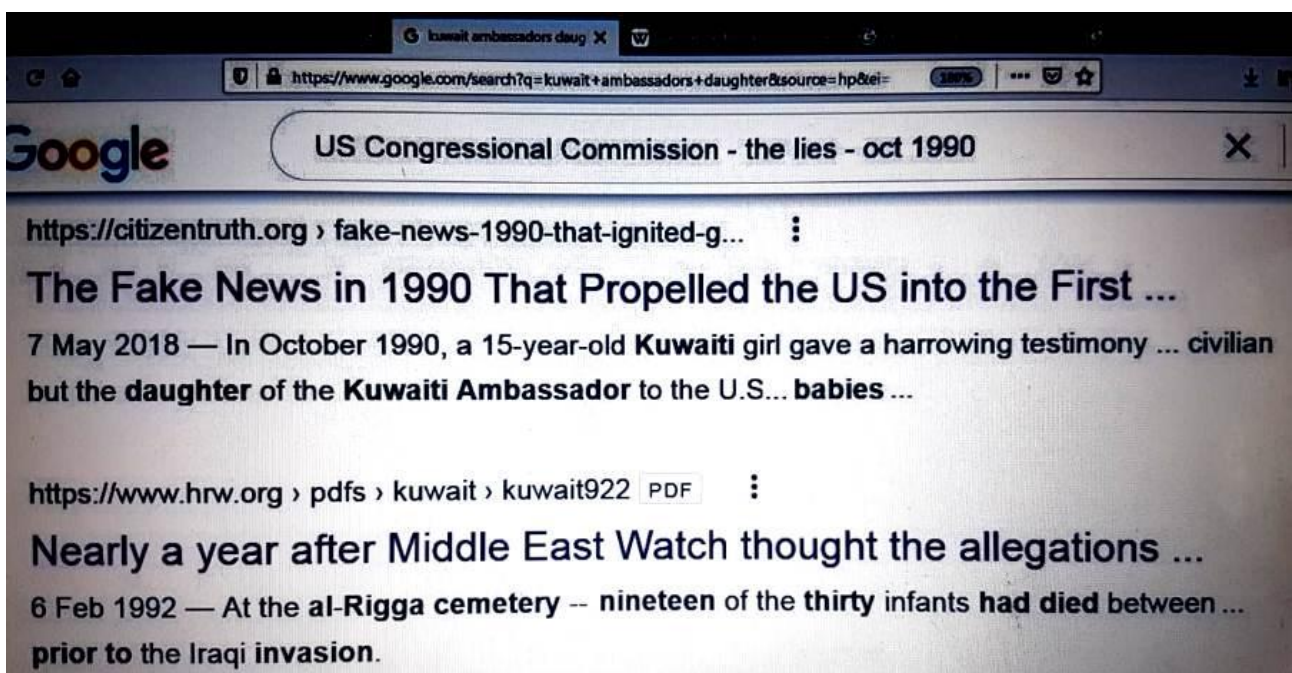 G kuwait ambassadors daug X W
https://www.google.com/search?q=kuwait+ambassadors+daughter&source=hp&ei=
Google US Congressional Commission - the lies - oct 1990
https://citizentruth.org › fake-news-1990-that-ignited-g...
The Fake News in 1990 That Propelled the US into the First ...
7 May 2018 — In October 1990, a 15-year-old Kuwaiti girl gave a harrowing testimony ... civilian
but the daughter of the Kuwaiti Ambassador to the U.S... babies ...
https://www.hrw.org › pdfs › kuwait › kuwait922 PDF
Nearly a year after Middle East Watch thought the allegations ...
6 Feb 1992 — At the al-Rigga cemetery -- nineteen of the thirty infants had died between ...
prior to the Iraqi invasion.